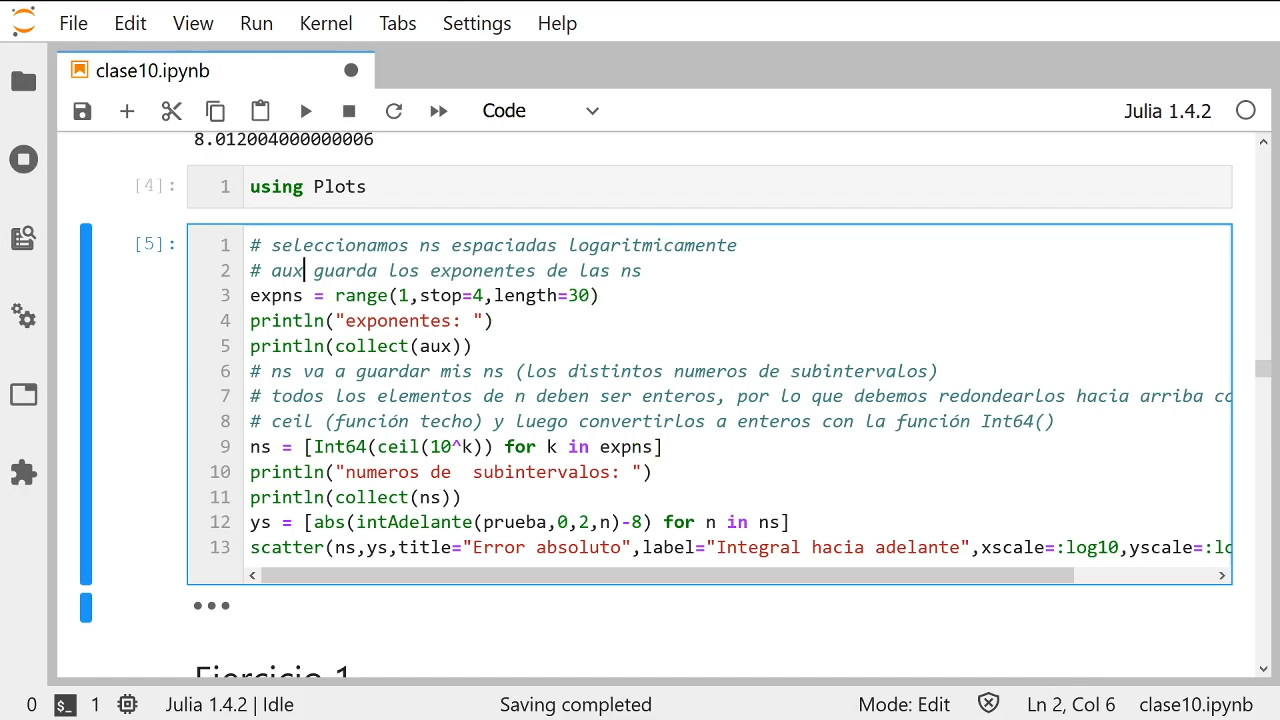 File Edit View Run Kernel Tabs Settings Help
clase10.ipynb
Code
Julia 1.4.2
8.012004000000006
[4]: 1 using Plots
[5]: 1 # seleccionamos ns espaciadas logaritmicamente
2 # aux guarda los exponentes de las ns
3 expns = range(1,stop=4,length=30)
4 println("exponentes: ")
5 println(collect(aux))
6 # ns va a guardar mis ns (los distintos numeros de subintervalos)
7 # todos los elementos de n deben ser enteros, por lo que debemos redondearlos hacia arriba co
8 # ceil (función techo) y luego convertirlos a enteros con la función Int64()
9 ns = [Int64(ceil(10^k)) for k in expns]
10 println("numeros de  subintervalos: ")
11 println(collect(ns))
12 ys = [abs(intAdelante(prueba,0,2,n)-8) for n in ns]
13 scatter(ns,ys,title="Error absoluto",label="Integral hacia adelante",xscale=:log10,yscale=:lo
Ejercicio 1
0 $_ 1 Julia 1.4.2 | Idle Saving completed Mode: Edit Ln 2, Col 6 clase10.ipynb